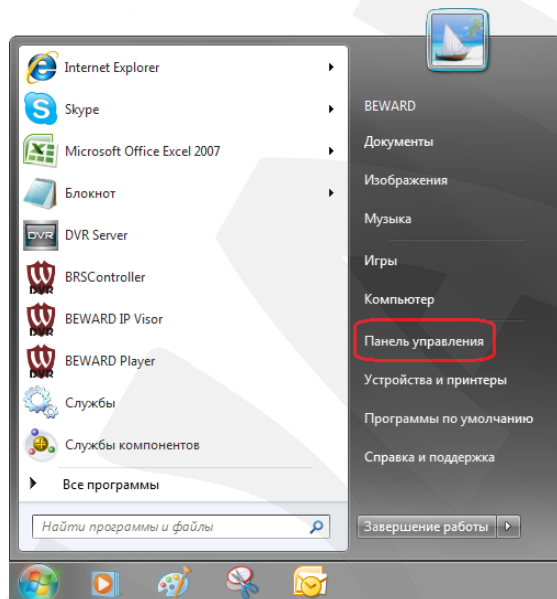 Internet Explorer
Skype
Microsoft Office Excel 2007
Блокнот
DVR Server
BRSController
BEWARD IP Visor
BEWARD Player
Службы
Службы компонентов
Все программы
Найти программы и файлы
BEWARD
Документы
Изображения
Музыка
Игры
Компьютер
Панель управления
Устройства и принтеры
Программы по умолчанию
Справка и поддержка
Завершение работы